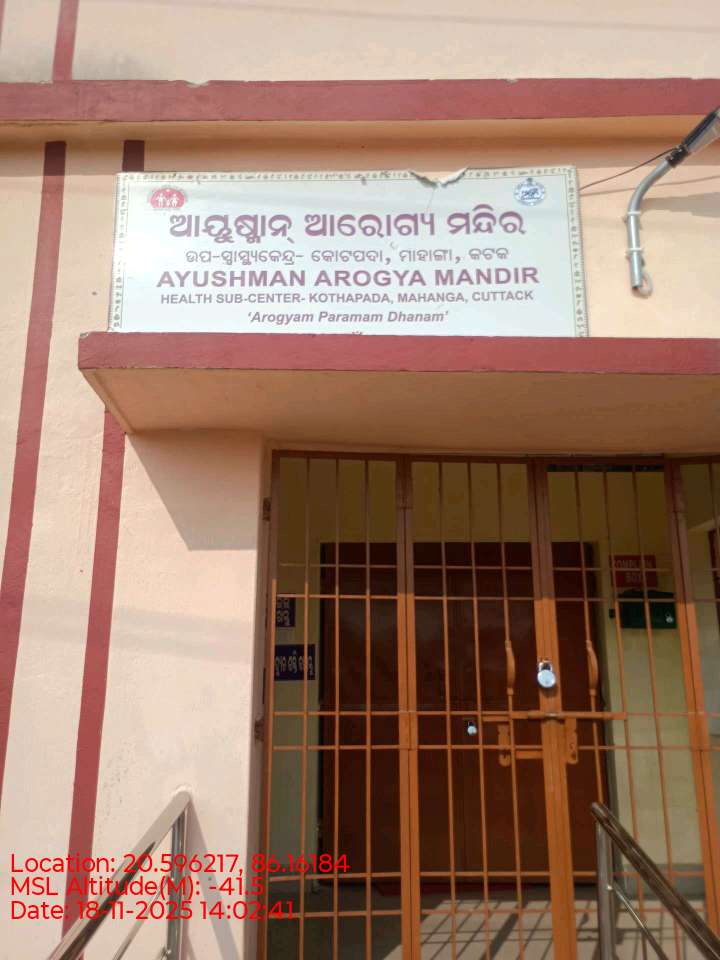 ଆୟୁଷ୍ମାନ୍ ଆରୋଗ୍ୟ ମନ୍ଦିର
ଉପ-ସ୍ୱାସ୍ଥ୍ୟକେନ୍ଦ୍ର- କୋଟପଦା, ମାହାଙ୍ଗା, କଟକ
AYUSHMAN AROGYA MANDIR
HEALTH SUB-CENTER- KOTHAPADA, MAHANGA, CUTTACK
'Arogyam Paramam Dhanam'
BOX
Location: 20.596217, 86.16184
MSL Altitude(M): -41.5
Date: 18-11-2025 14:02:41